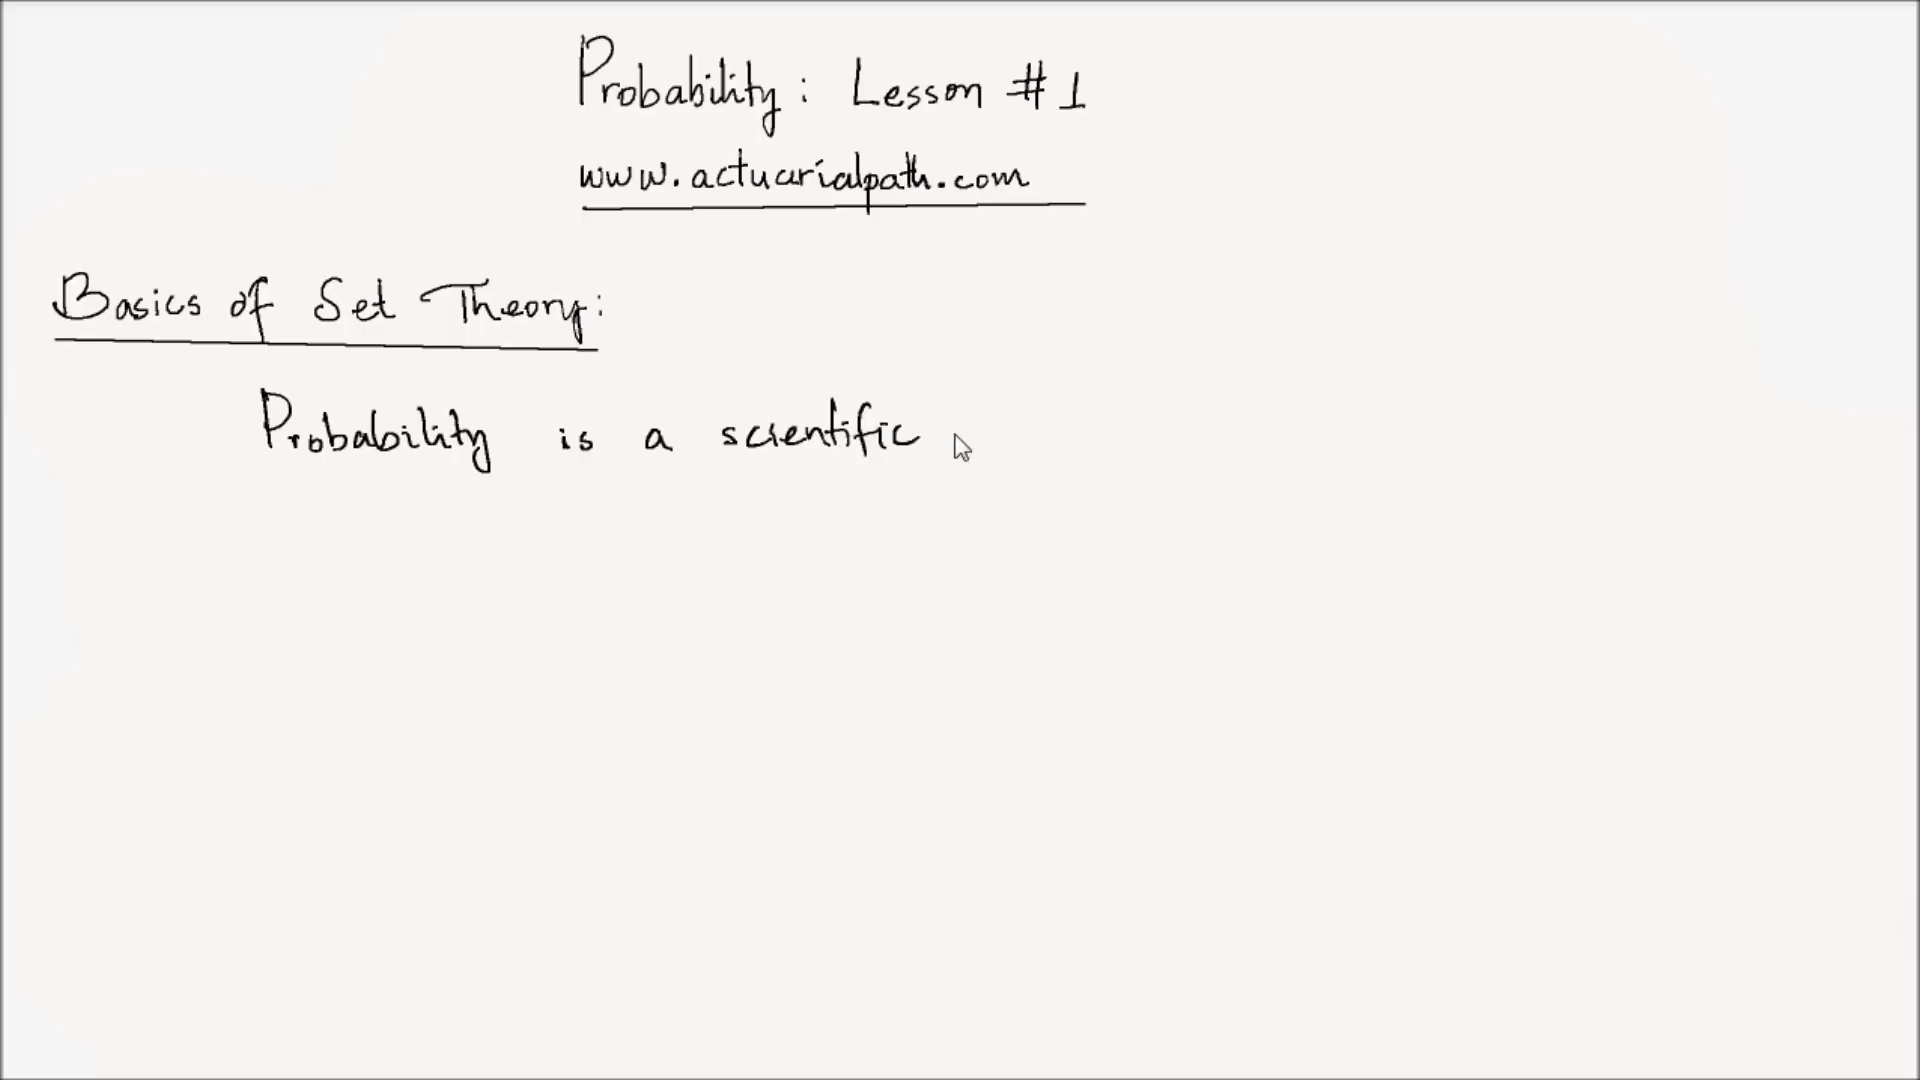 Probability: Lesson #1
www.actuarialpath.com
Basics of Set Theory:
Probability is a scientific